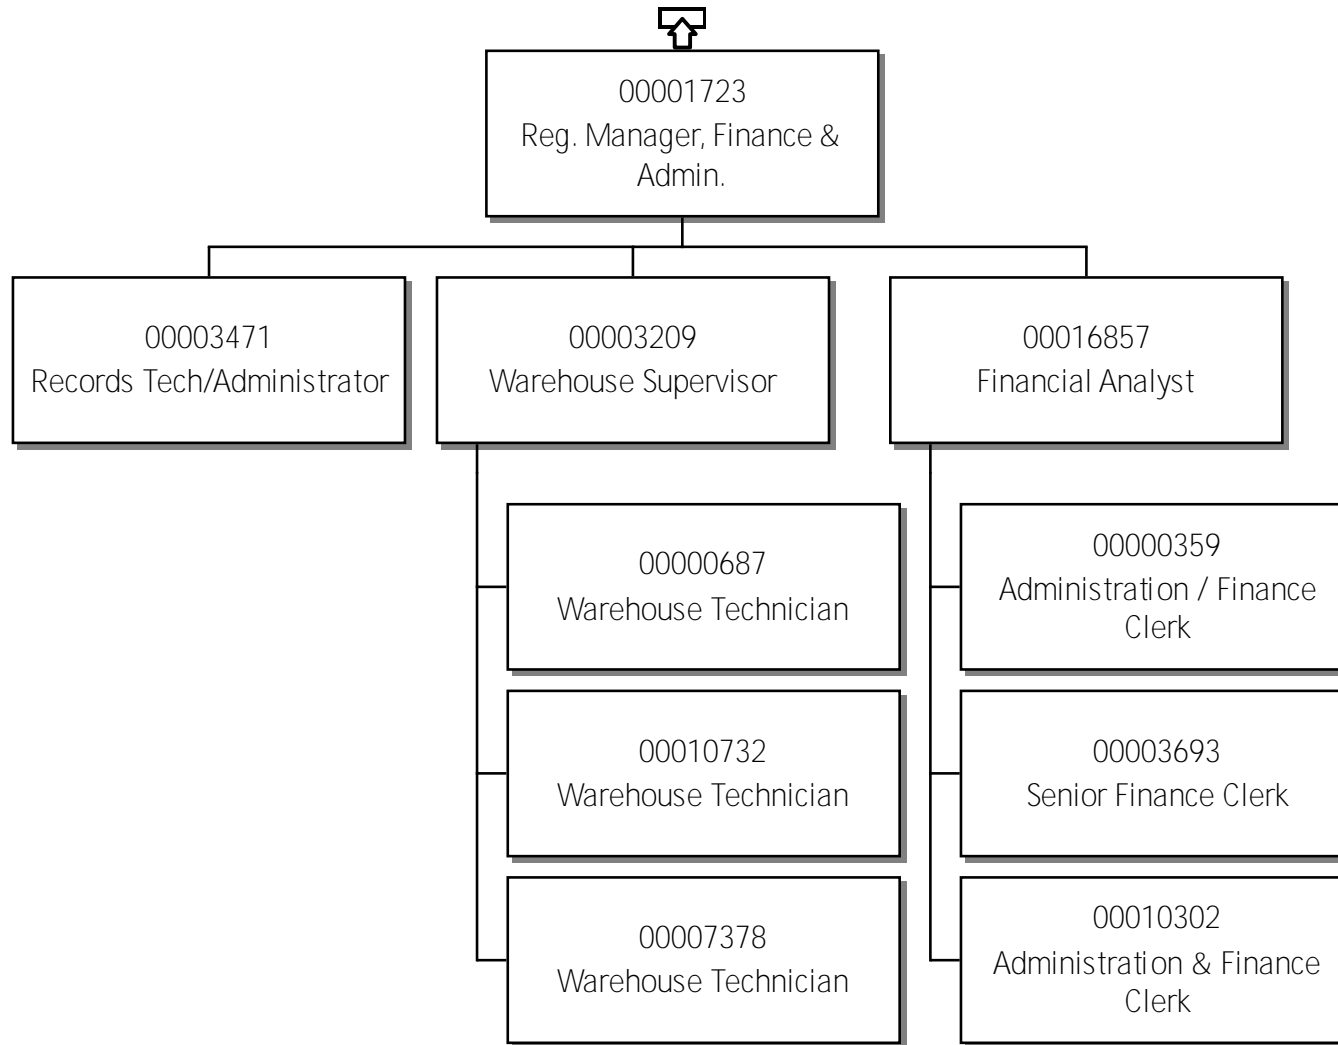 00001723
Reg. Manager, Finance &
Admin.
00003471
Records Tech/Administrator
00003209
Warehouse Supervisor
00016857
Financial Analyst
00000687
Warehouse Technician
00010732
Warehouse Technician
00007378
Warehouse Technician
00000359
Administration / Finance
Clerk
00003693
Senior Finance Clerk
00010302
Administration & Finance
Clerk